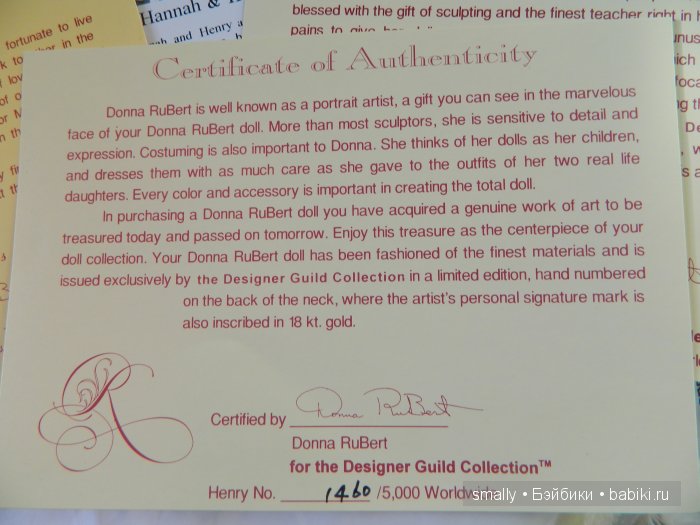 fortunate to live
in the
Hannah &
and Henry a
blessed with the gift of sculpting and the finest teacher right in
Certificate of Authenticity
Donna RuBert is well known as a portrait artist, a gift you can see in the marvelous
face of your Donna RuBert doll. More than most sculptors, she is sensitive to detail and
expression. Costuming is also important to Donna. She thinks of her dolls as her children,
and dresses them with as much care as she gave to the outfits of her two real life
daughters. Every color and accessory is important in creating the total doll.
In purchasing a Donna RuBert doll you have acquired a genuine work of art to be
treasured today and passed on tomorrow. Enjoy this treasure as the centerpiece of your
doll collection. Your Donna RuBert doll has been fashioned of the finest materials and is
issued exclusively by the Designer Guild Collection in a limited edition, hand numbered
on the back of the neck, where the artist's personal signature mark is
also inscribed in 18 kt. gold.
R
Certified by Donna RuBert
Donna RuBert
for the Designer Guild Collection™
Henry No. 1460 /5,000 Worldwide
smally • Бэйбики • babiki.ru